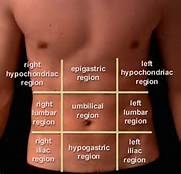 right
hypochondriac
region
epigastric
region
left
hypochondriac
region
right
lumbar
region
umbilical
region
left
lumbar
region
right
iliac
region
hypogastric
region
left
iliac
region